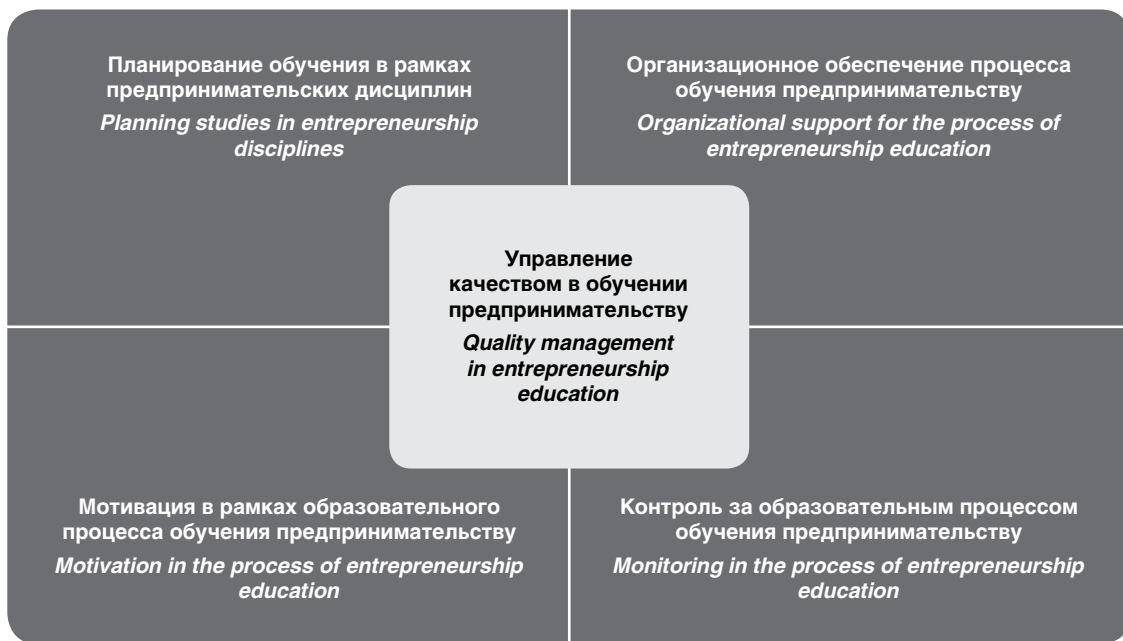 Планирование обучения в рамках
предпринимательских дисциплин
Planning studies in entrepreneurship
disciplines
Организационное обеспечение процесса
обучения предпринимательству
Organizational support for the process of
entrepreneurship education
Управление
качеством в обучении
предпринимательству
Quality management
in entrepreneurship
education
Мотивация в рамках образовательного
процесса обучения предпринимательству
Motivation in the process of entrepreneurship
education
Контроль за образовательным процессом
обучения предпринимательству
Monitoring in the process of entrepreneurship
education